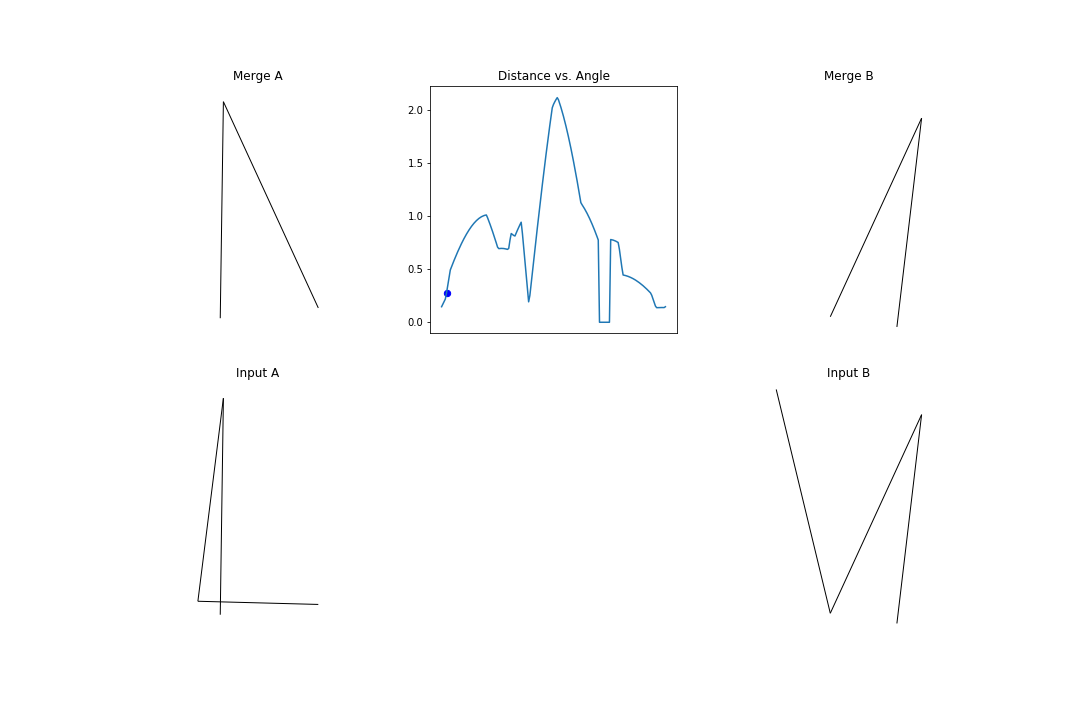 Merge A
Distance vs. Angle
Merge B
2.0
1.5
1.0
0.5
0.0
Input A
Input B